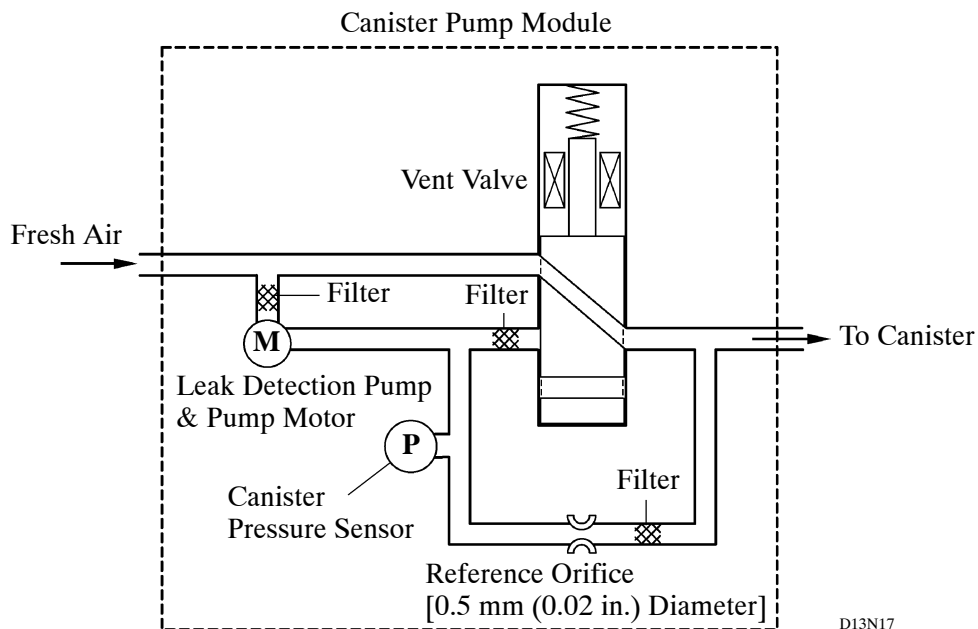 Canister Pump Module
Vent Valve
Fresh Air
Filter
Filter
M
To Canister
Leak Detection Pump
& Pump Motor
P
Filter
Canister
Pressure Sensor
Reference Orifice
[0.5 mm (0.02 in.) Diameter]
D13N17